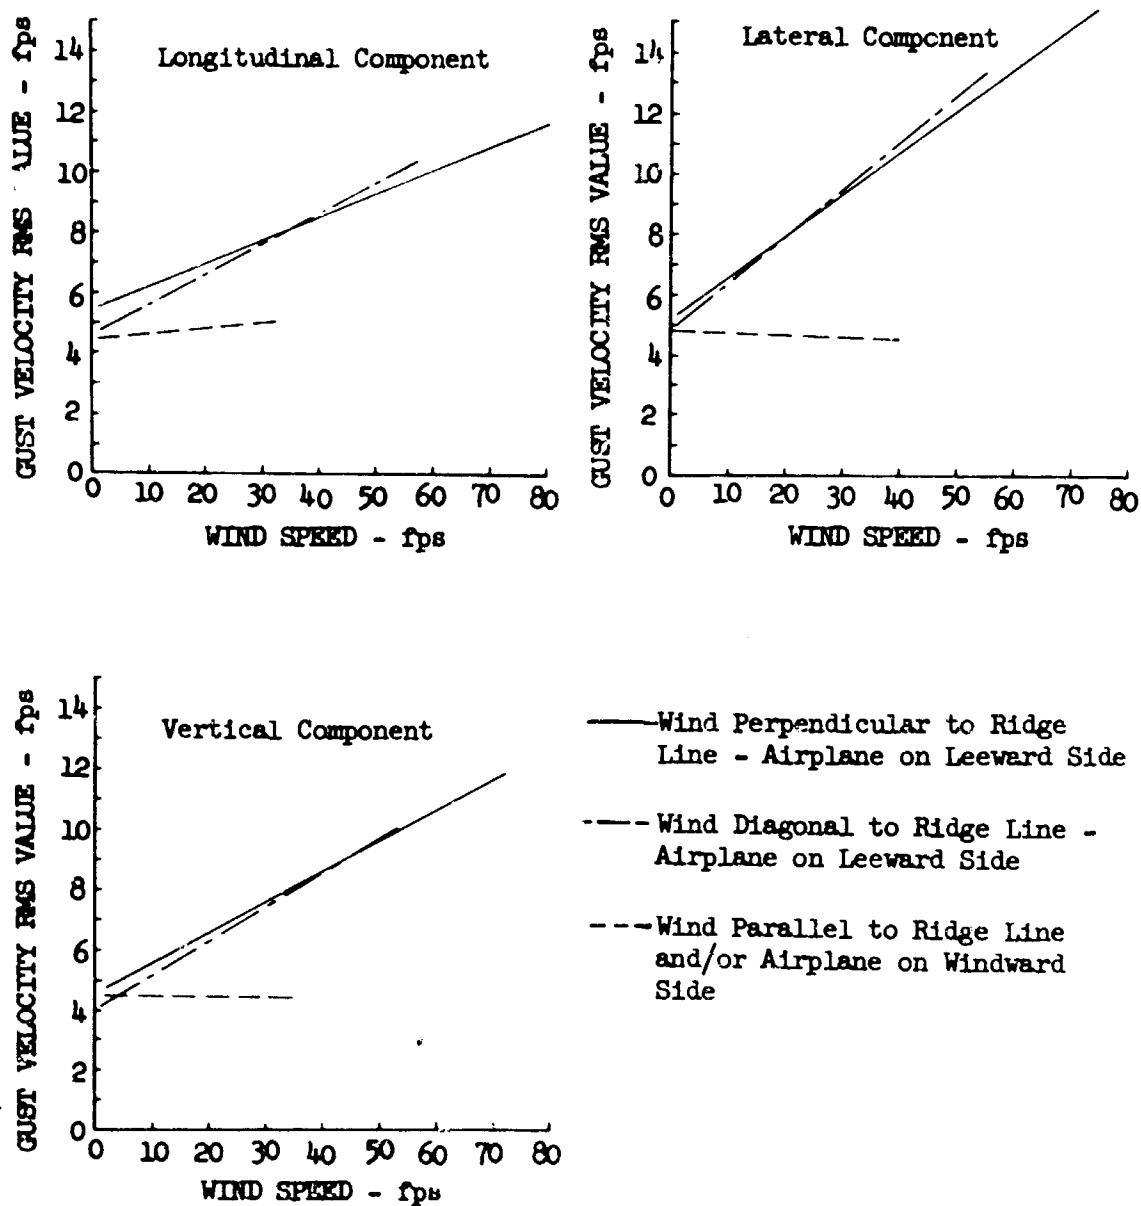 Longitudinal Component
GUST VELOCITY RMS ALUE - fps
14
12
10
8
6
4
2
0
0 10 20 30 40 50 60 70 80
WIND SPEED - fps
Lateral Component
GUST VELOCITY RMS VALUE - fps
14
12
10
8
6
4
2
0
0 10 20 30 40 50 60 70 80
WIND SPEED - fps
Vertical Component
GUST VELOCITY RMS VALUE - fps
14
12
10
8
6
4
2
0
0 10 20 30 40 50 60 70 80
WIND SPEED - fps
Wind Perpendicular to Ridge
Line - Airplane on Leeward Side
Wind Diagonal to Ridge Line -
Airplane on Leeward Side
Wind Parallel to Ridge Line
and/or Airplane on Windward
Side